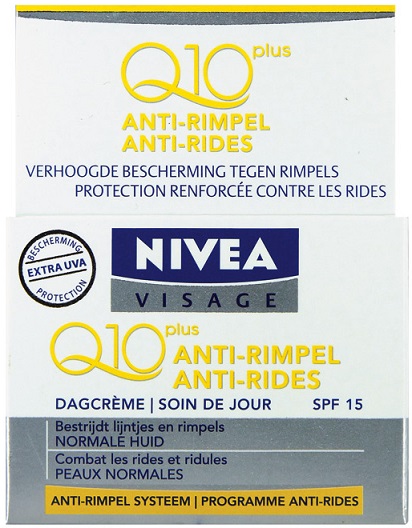 Q10 plus
ANTI-RIMPEL
ANTI-RIDES
VERHOOGDE BESCHERMING TEGEN RIMPELS
PROTECTION RENFORCÉE CONTRE LES RIDES
BESCHERMING
EXTRA UVA
PROTECTION
NIVEA
VISAGE
Q10 plus
ANTI-RIMPEL
ANTI-RIDES
DAGCRÈME | SOIN DE JOUR SPF 15
Bestrijdt lijntjes en rimpels
NORMALE HUID
Combat les rides et ridules
PEAUX NORMALES
ANTI-RIMPEL SYSTEEM | PROGRAMME ANTI-RIDES